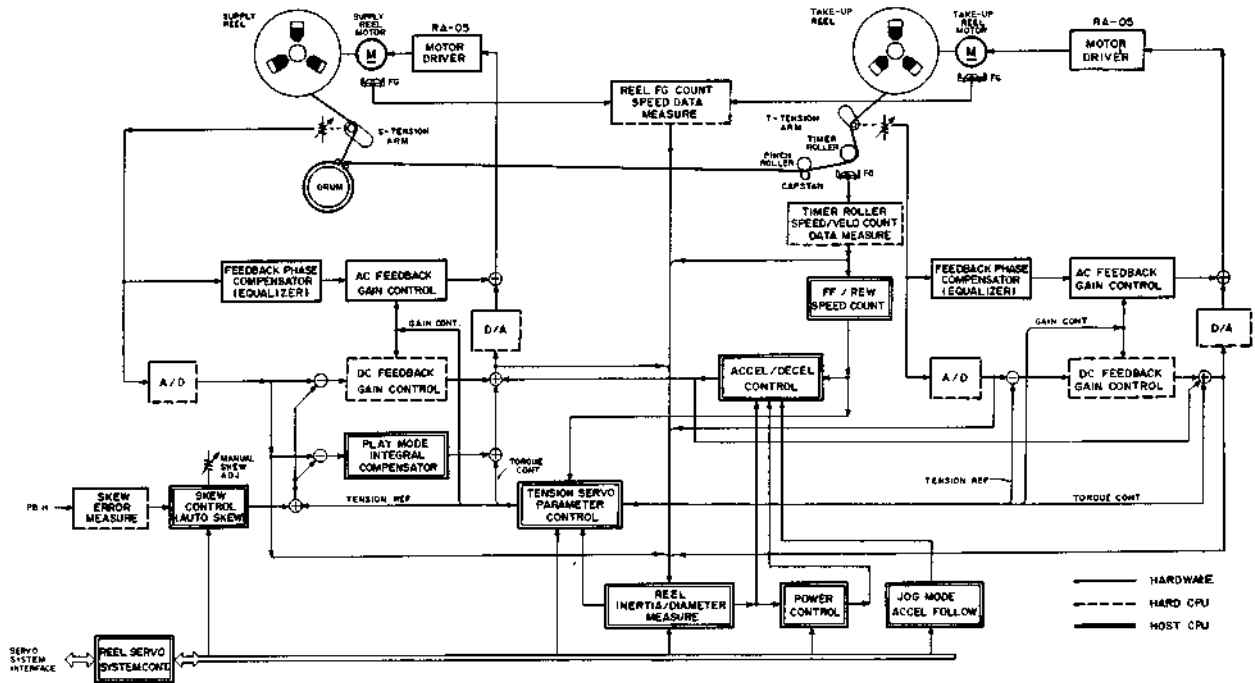 SUPPLY
REEL
SUPPLY
REEL
MOTOR
M
FG
RA-05
MOTOR
DRIVER
TAKE-UP
REEL
TAKE-UP
REEL
MOTOR
M
FG
RA-05
MOTOR
DRIVER
REEL FG COUNT
SPEED DATA
MEASURE
S-TENSION
ARM
DRUM
T-TENSION
ARM
TIMER
ROLLER
PINCH
ROLLER
CAPSTAN
FG
TIMER ROLLER
SPEED/VELO COUNT
DATA MEASURE
FEEDBACK PHASE
COMPENSATOR
(EQUALIZER)
AC FEEDBACK
GAIN CONTROL
FF / REW
SPEED COUNT
FEEDBACK PHASE
COMPENSATOR
(EQUALIZER)
AC FEEDBACK
GAIN CONTROL
GAIN CONT.
D/A
GAIN CONT
D/A
A/D
DC FEEDBACK
GAIN CONTROL
ACCEL/DECEL
CONTROL
A/D
DC FEEDBACK
GAIN CONTROL
PLAY MODE
INTEGRAL
COMPENSATOR
MANUAL
SKEW
ADJ
TORQUE
CONT
PB H
SKEW
ERROR
MEASURE
SKEW
CONTROL
(AUTO SKEW)
TENSION REF
TENSION SERVO
PARAMETER
CONTROL
TENSION REF
TORQUE CONT
REEL
INERTIA/DIAMETER
MEASURE
POWER
CONTROL
JOG MODE
ACCEL FOLLOW
HARDWARE
HARD CPU
HOST CPU
SERVO
SYSTEM
INTERFACE
REEL SERVO
SYSTEM CONT.